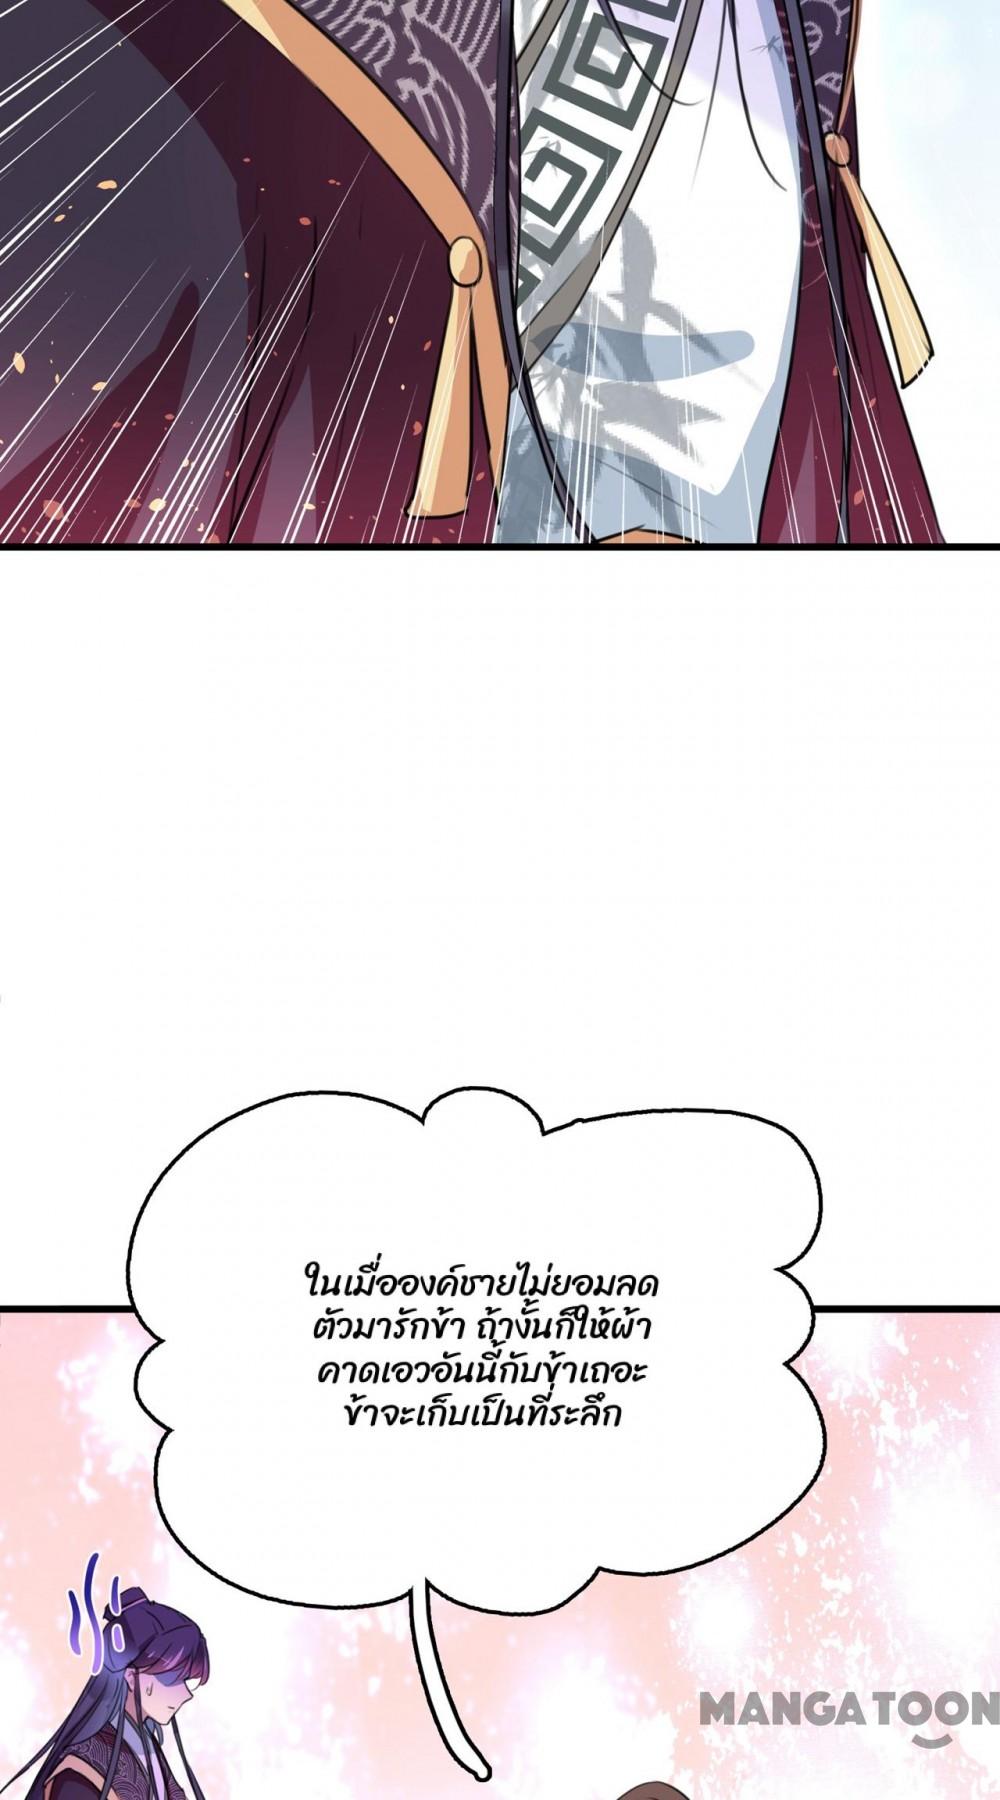 ในเมื่อองค์ชายไม่ยอมลด
ตัวมารักข้า ถ้างั้นก็ให้ผ้า
คาดเอวอันนี้กับข้าเถอะ
ข้าจะเก็บเป็นที่ระลึก
MANGATOON